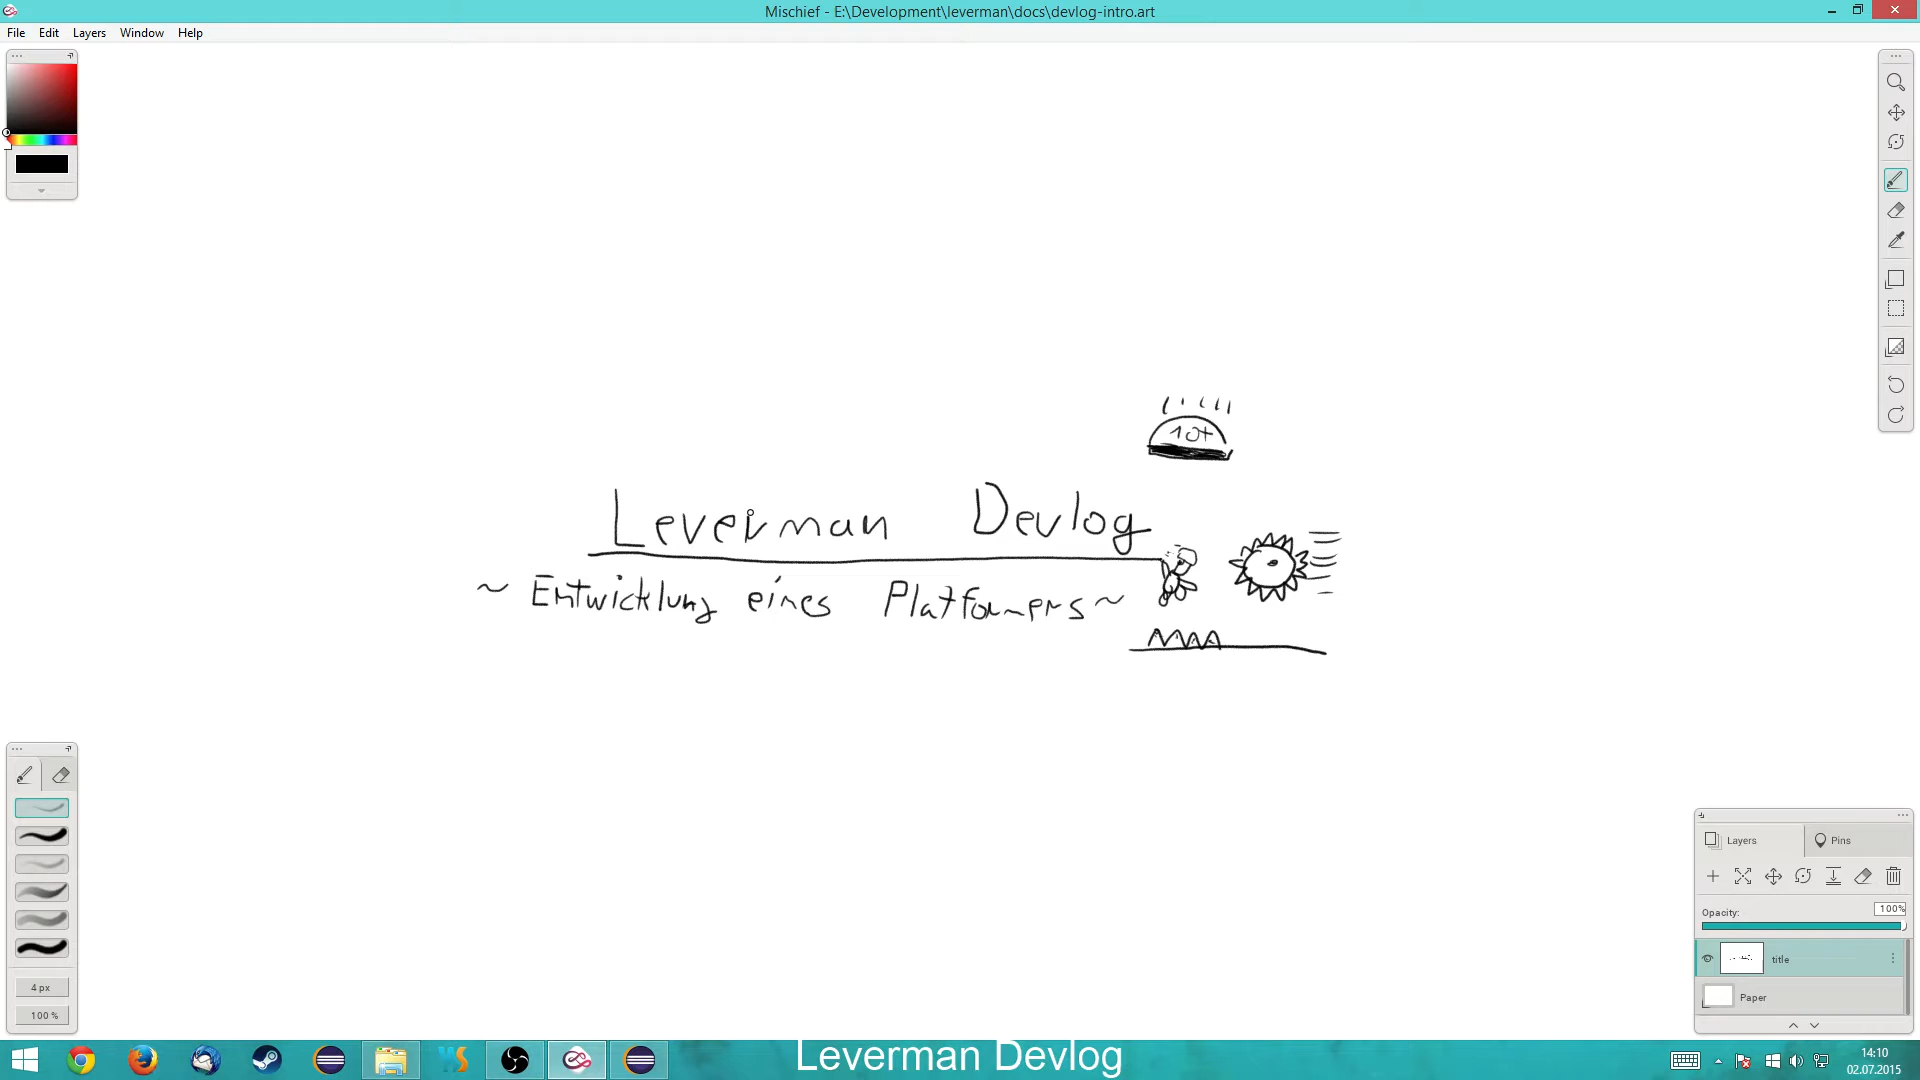 Mischief - E:\Development\leverman\docs\devlog-intro.art
File Edit Layers Window Help
10t
Leverman Devlog
~ Entwicklung eines Platformers ~
4 px
100 %
Layers Pins
Opacity: 100%
title
Paper
Leverman Devlog
14:10
02.07.2015